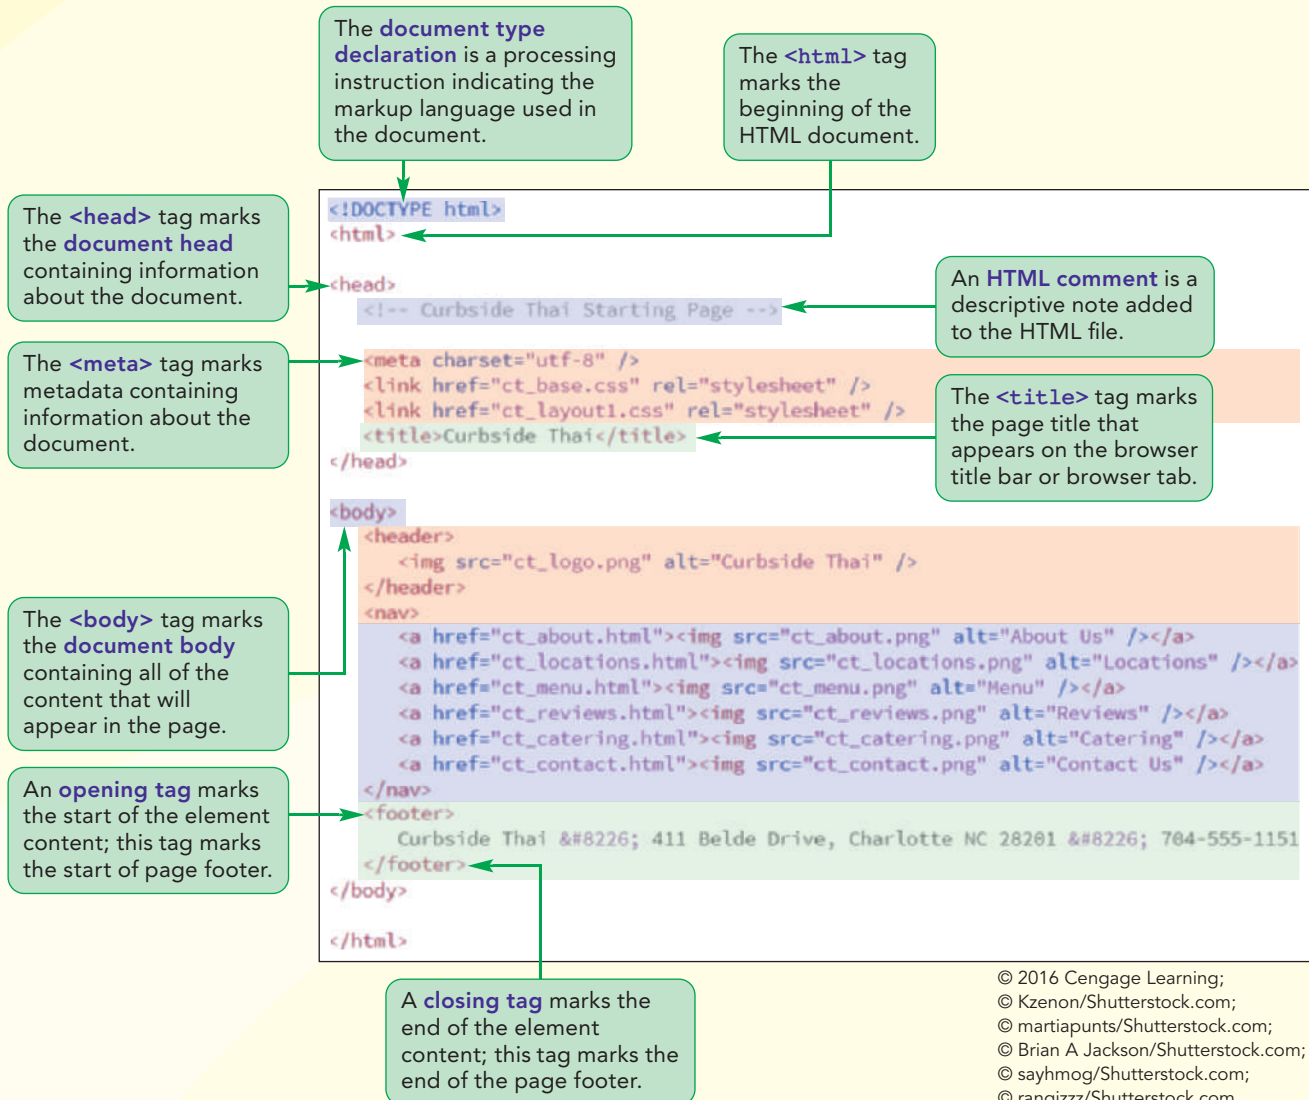 The document type
declaration is a processing
instruction indicating the
markup language used in
the document.
The <html> tag
marks the
beginning of the
HTML document.
The <head> tag marks
the document head
containing information
about the document.
The <meta> tag marks
metadata containing
information about the
document.
<!DOCTYPE html>
<html>
<head>
<!-- Curbside Thai Starting Page -->
<meta charset="utf-8" />
<link href="ct_base.css" rel="stylesheet" />
<link href="ct_layout1.css" rel="stylesheet" />
<title>Curbside Thai</title>
</head>
<body>
<header>
<img src="ct_logo.png" alt="Curbside Thai" />
</header>
<nav>
<a href="ct_about.html"><img src="ct_about.png" alt="About Us" /></a>
<a href="ct_locations.html"><img src="ct_locations.png" alt="Locations" /></a>
<a href="ct_menu.html"><img src="ct_menu.png" alt="Menu" /></a>
<a href="ct_reviews.html"><img src="ct_reviews.png" alt="Reviews" /></a>
<a href="ct_catering.html"><img src="ct_catering.png" alt="Catering" /></a>
<a href="ct_contact.html"><img src="ct_contact.png" alt="Contact Us" /></a>
</nav>
<footer>
Curbside Thai &#8226; 411 Belde Drive, Charlotte NC 28201 &#8226; 704-555-1151
</footer>
</body>
</html>
An HTML comment is a
descriptive note added
to the HTML file.
The <title> tag marks
the page title that
appears on the browser
title bar or browser tab.
The <body> tag marks
the document body
containing all of the
content that will
appear in the page.
An opening tag marks
the start of the element
content; this tag marks
the start of page footer.
A closing tag marks the
end of the element
content; this tag marks the
end of the page footer.
© 2016 Cengage Learning;
© Kzenon/Shutterstock.com;
© martiapunts/Shutterstock.com;
© Brian A Jackson/Shutterstock.com;
© sayhmog/Shutterstock.com;
© rangizzz/Shutterstock.com